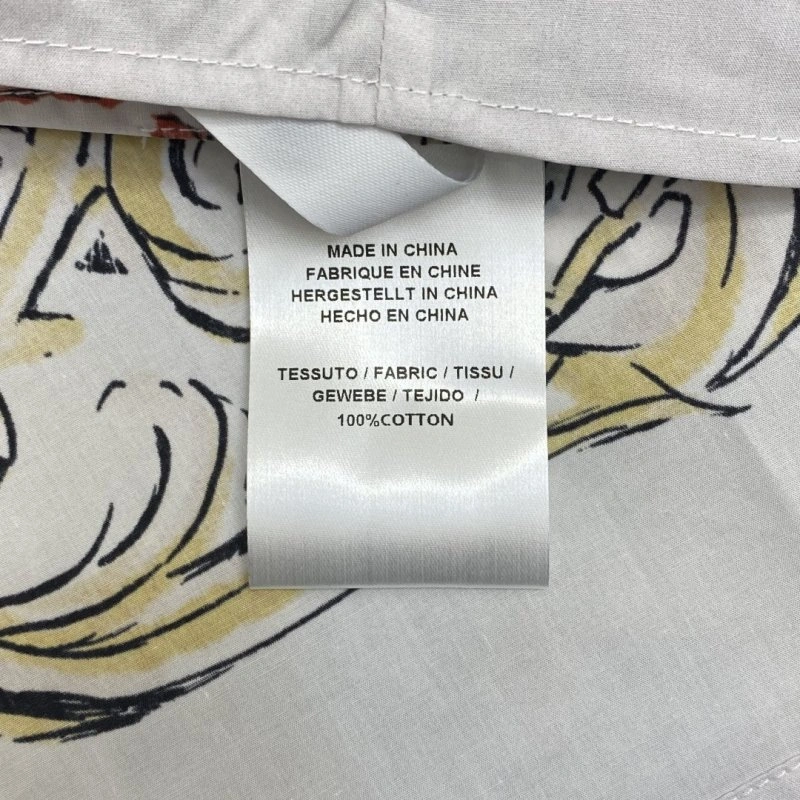 MADE IN CHINA
FABRIQUE EN CHINE
HERGESTELLT IN CHINA
HECHO EN CHINA
TESSUTO / FABRIC / TISSU /
GEWEBE / TEJIDO /
100%COTTON